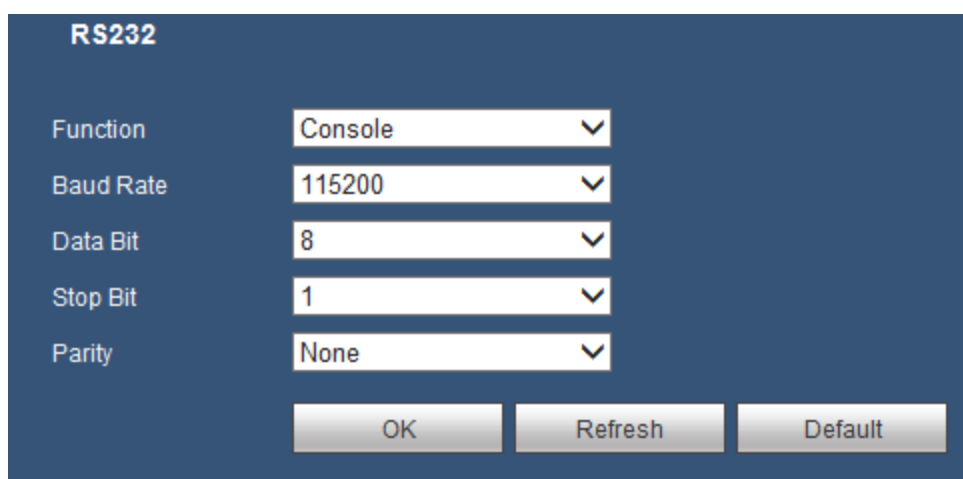 RS232
Function Console
Baud Rate 115200
Data Bit 8
Stop Bit 1
Parity None
OK Refresh Default